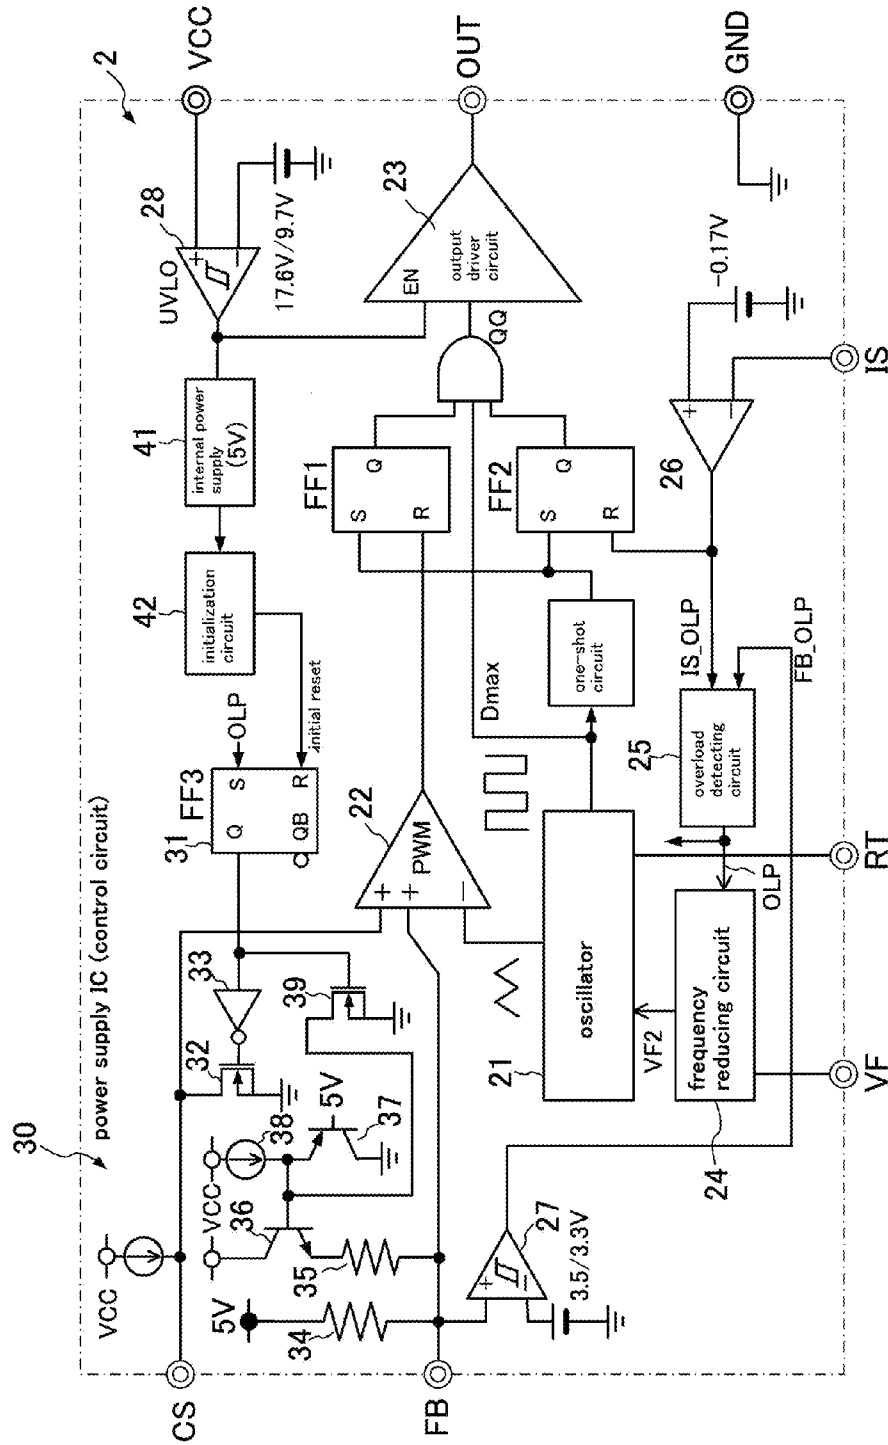 30
power supply IC (control circuit)
2
VCC
CS
VCC
5V
34
35
36
VCC
38
5V
37
32
33
39
31
FF3
Q
S
QB
R
OLP
initial reset
42
initialization
circuit
41
internal power
supply
(5V)
UVLO
28
+
−
17.6V/9.7V
VCC
FB
PWM
22
+
+
−
FF1
S
R
Q
FF2
S
R
Q
QQ
EN
23
output
driver
circuit
OUT
GND
21
oscillator
Dmax
one-shot
circuit
VF2
24
frequency
reducing circuit
25
overload
detecting
circuit
OLP
IS_OLP
FB_OLP
26
+
−
-0.17V
27
+
−
3.5/3.3V
VF
RT
IS